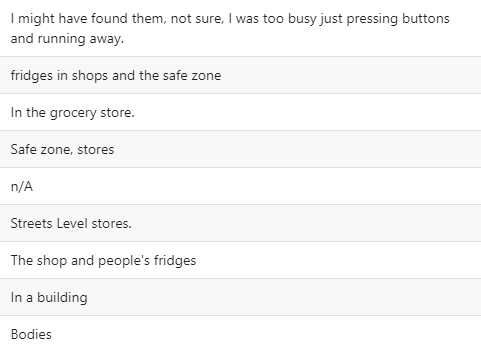 I might have found them, not sure, I was too busy just pressing buttons
and running away.
fridges in shops and the safe zone
In the grocery store.
Safe zone, stores
n/A
Streets Level stores.
The shop and people's fridges
In a building
Bodies